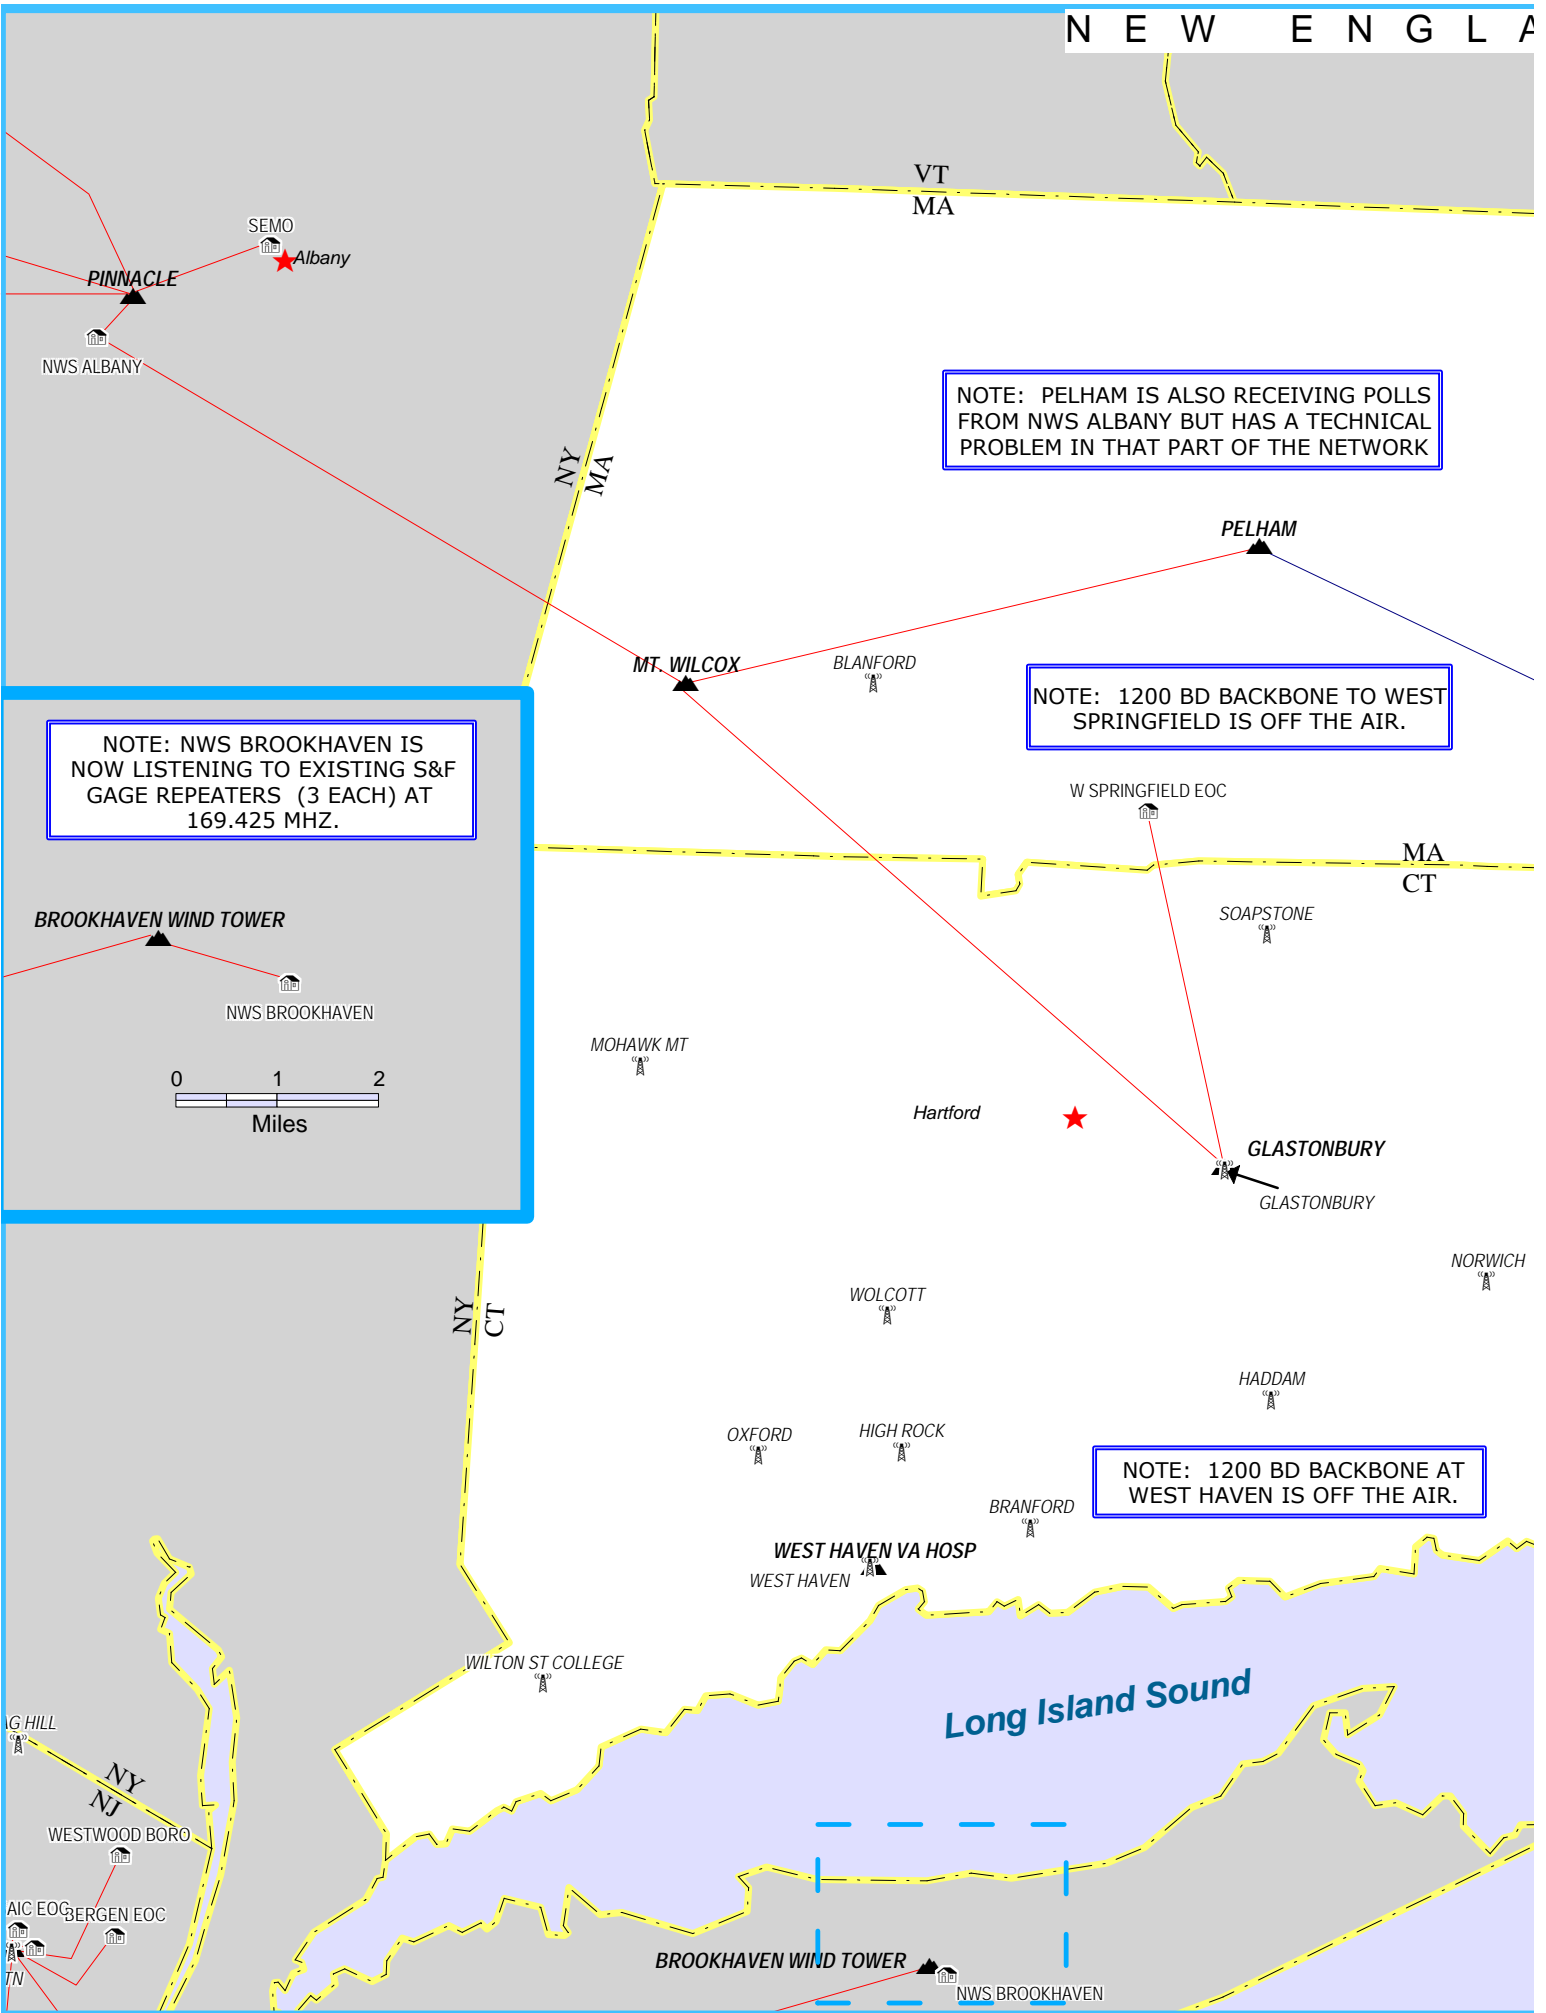 N E W E N G L A
VT
MA
SEMO
Albany
PINNACLE
NWS ALBANY
NOTE: PELHAM IS ALSO RECEIVING POLLS
FROM NWS ALBANY BUT HAS A TECHNICAL
PROBLEM IN THAT PART OF THE NETWORK
NY
MA
PELHAM
MT. WILCOX
BLANFORD
NOTE: 1200 BD BACKBONE TO WEST
SPRINGFIELD IS OFF THE AIR.
NOTE: NWS BROOKHAVEN IS
NOW LISTENING TO EXISTING S&F
GAGE REPEATERS (3 EACH) AT
169.425 MHZ.
W SPRINGFIELD EOC
MA
CT
BROOKHAVEN WIND TOWER
SOAPSTONE
NWS BROOKHAVEN
MOHAWK MT
0 1 2
Miles
Hartford
GLASTONBURY
GLASTONBURY
NORWICH
WOLCOTT
NY
CT
HADDAM
OXFORD
HIGH ROCK
NOTE: 1200 BD BACKBONE AT
WEST HAVEN IS OFF THE AIR.
BRANFORD
WEST HAVEN VA HOSP
WEST HAVEN
WILTON ST COLLEGE
Long Island Sound
AG HILL
NY
NJ
WESTWOOD BORO
AIC EOC
BERGEN EOC
TN
BROOKHAVEN WIND TOWER
NWS BROOKHAVEN